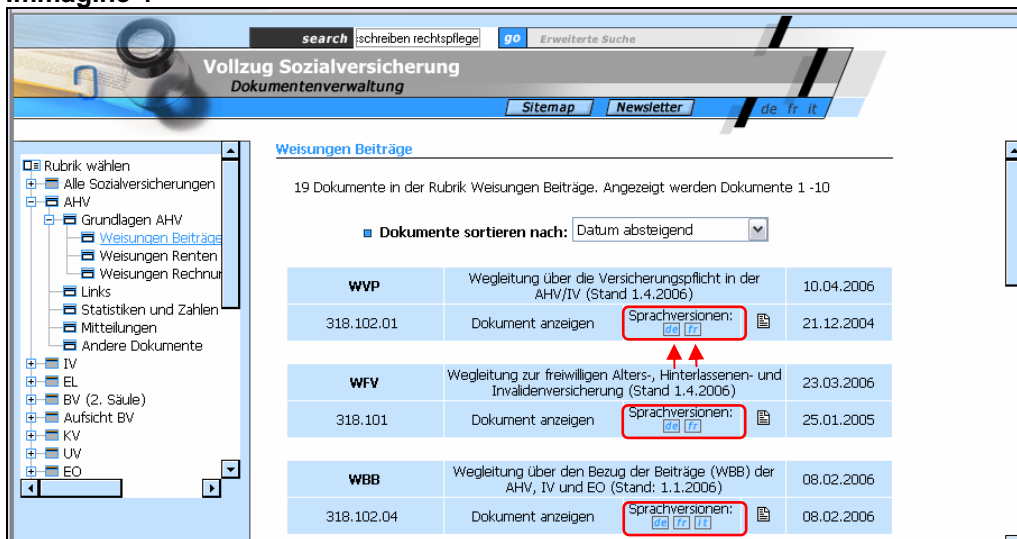 search schreiben rechtspflege go Erweiterte Suche
Vollzug Sozialversicherung
Dokumentenverwaltung
Sitemap Newsletter de fr it
Rubrik wählen
Alle Sozialversicherungen
AHV
Grundlagen AHV
Weisungen Beiträge
Weisungen Renten
Weisungen Rechnu
Links
Statistiken und Zahlen
Mitteilungen
Andere Dokumente
IV
EL
BV (2. Säule)
Aufsicht BV
KV
UV
EO
Weisungen Beiträge
19 Dokumente in der Rubrik Weisungen Beiträge. Angezeigt werden Dokumente 1 -10
Dokumente sortieren nach: Datum absteigend
WVP Wegleitung über die Versicherungspflicht in der AHV/IV (Stand 1.4.2006) 10.04.2006
318.102.01 Dokument anzeigen Sprachversionen: de fr 21.12.2004
WFV Wegleitung zur freiwilligen Alters-, Hinterlassenen- und Invalidenversicherung (Stand 1.4.2006) 23.03.2006
318.101 Dokument anzeigen Sprachversionen: de fr 25.01.2005
WBB Wegleitung über den Bezug der Beiträge (WBB) der AHV, IV und EO (Stand: 1.1.2006) 08.02.2006
318.102.04 Dokument anzeigen Sprachversionen: de fr it 08.02.2006